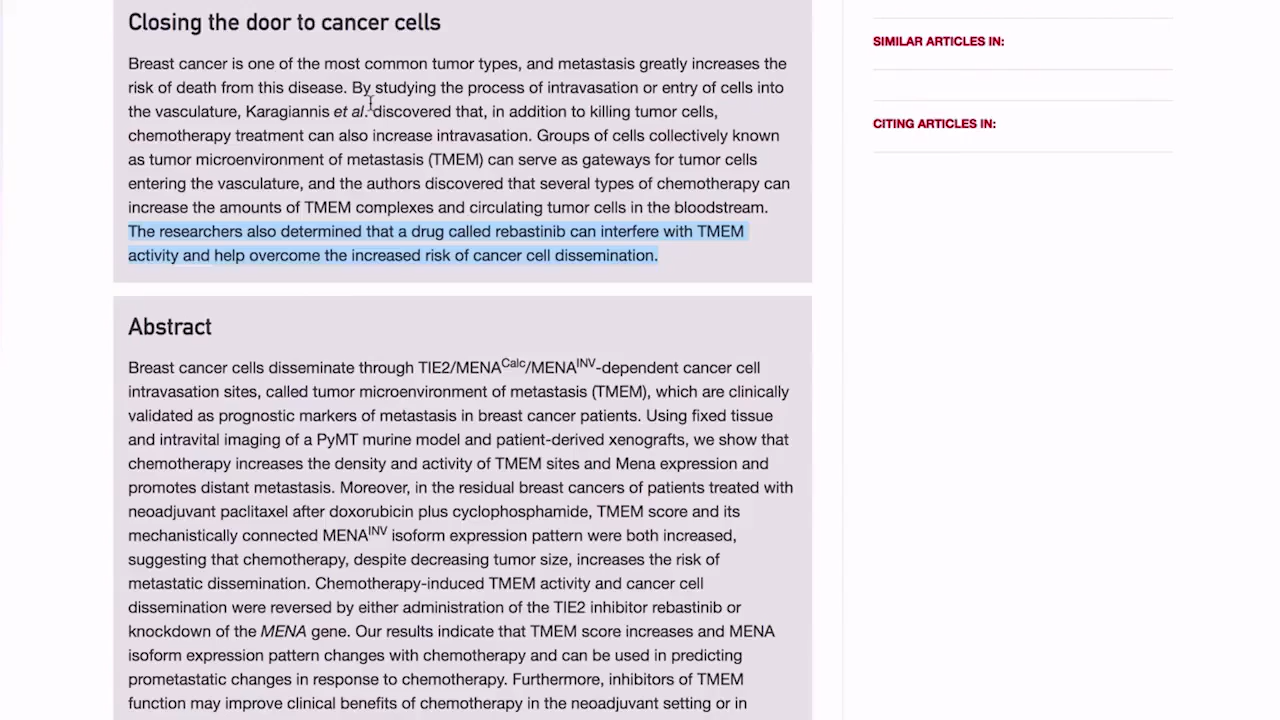 Closing the door to cancer cells
Breast cancer is one of the most common tumor types, and metastasis greatly increases the
risk of death from this disease. By studying the process of intravasation or entry of cells into
the vasculature, Karagiannis et al. discovered that, in addition to killing tumor cells,
chemotherapy treatment can also increase intravasation. Groups of cells collectively known
as tumor microenvironment of metastasis (TMEM) can serve as gateways for tumor cells
entering the vasculature, and the authors discovered that several types of chemotherapy can
increase the amounts of TMEM complexes and circulating tumor cells in the bloodstream.
The researchers also determined that a drug called rebastinib can interfere with TMEM
activity and help overcome the increased risk of cancer cell dissemination.
Abstract
Breast cancer cells disseminate through TIE2/MENACalc/MENAINV-dependent cancer cell
intravasation sites, called tumor microenvironment of metastasis (TMEM), which are clinically
validated as prognostic markers of metastasis in breast cancer patients. Using fixed tissue
and intravital imaging of a PyMT murine model and patient-derived xenografts, we show that
chemotherapy increases the density and activity of TMEM sites and Mena expression and
promotes distant metastasis. Moreover, in the residual breast cancers of patients treated with
neoadjuvant paclitaxel after doxorubicin plus cyclophosphamide, TMEM score and its
mechanistically connected MENAINV isoform expression pattern were both increased,
suggesting that chemotherapy, despite decreasing tumor size, increases the risk of
metastatic dissemination. Chemotherapy-induced TMEM activity and cancer cell
dissemination were reversed by either administration of the TIE2 inhibitor rebastinib or
knockdown of the MENA gene. Our results indicate that TMEM score increases and MENA
isoform expression pattern changes with chemotherapy and can be used in predicting
prometastatic changes in response to chemotherapy. Furthermore, inhibitors of TMEM
function may improve clinical benefits of chemotherapy in the neoadjuvant setting or in
SIMILAR ARTICLES IN:
CITING ARTICLES IN: